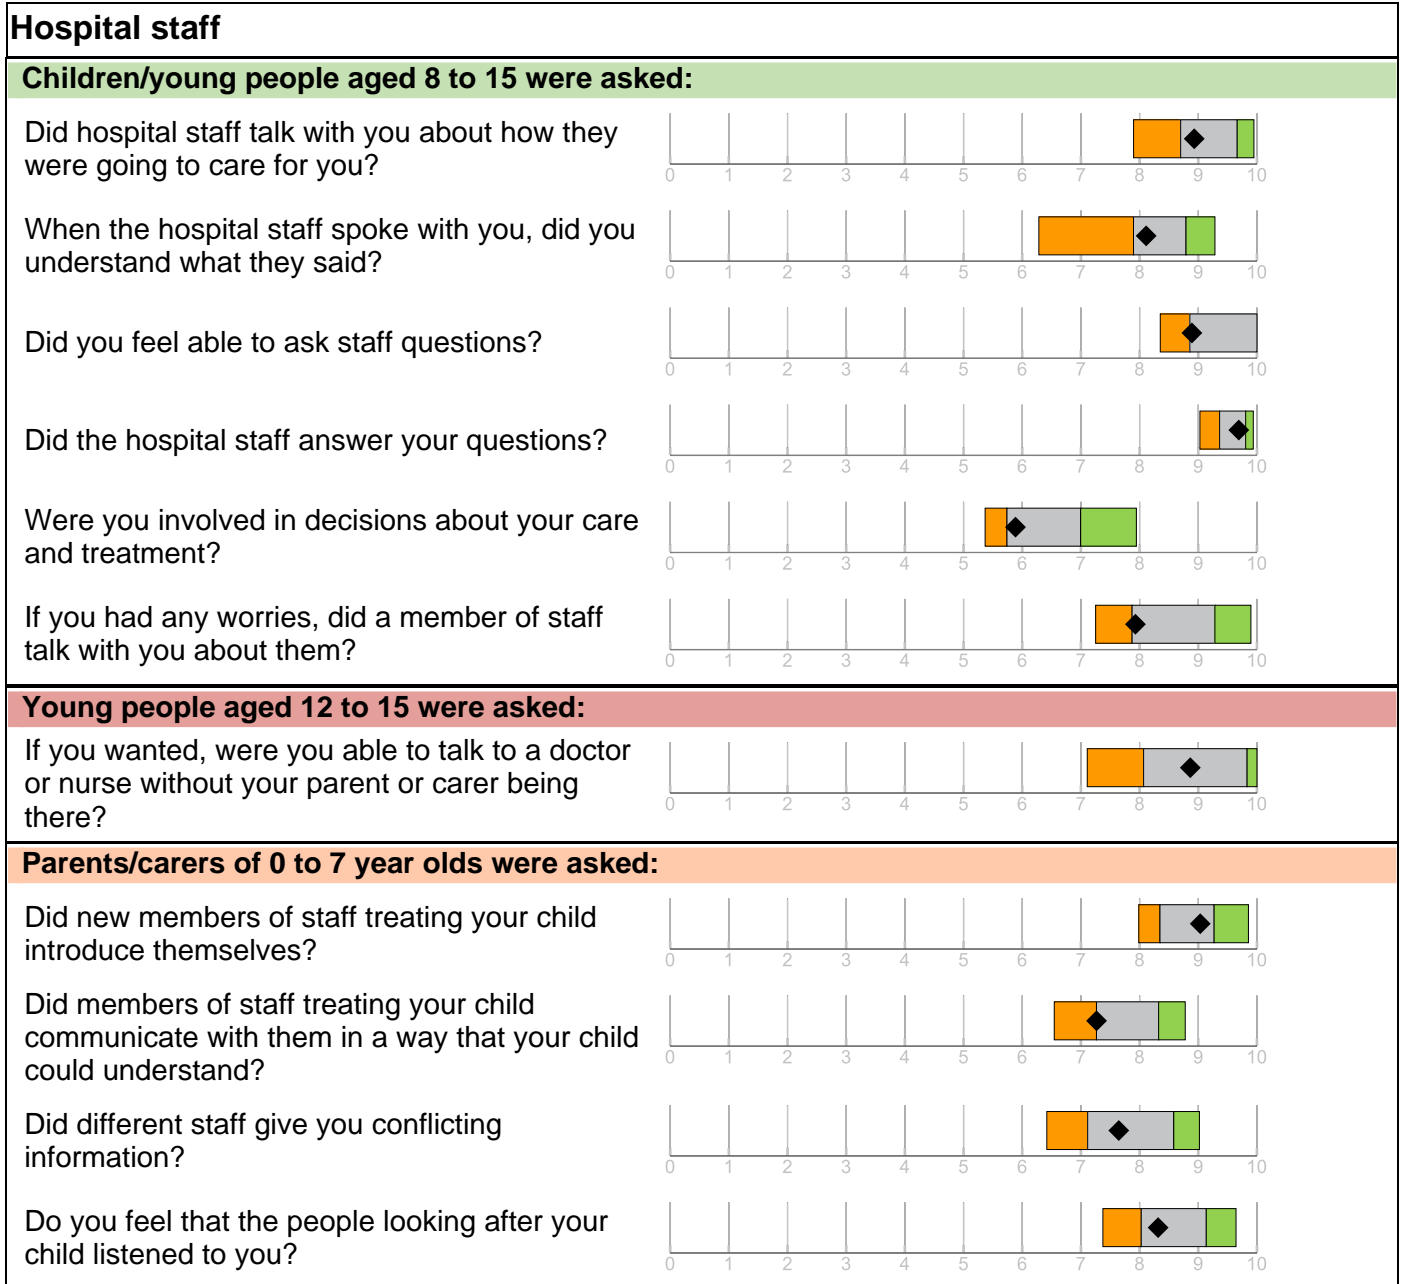 Hospital staff
Children/young people aged 8 to 15 were asked:
Did hospital staff talk with you about how they
were going to care for you?
0 1 2 3 4 5 6 7 8 9 10
When the hospital staff spoke with you, did you
understand what they said?
0 1 2 3 4 5 6 7 8 9 10
Did you feel able to ask staff questions?
0 1 2 3 4 5 6 7 8 9 10
Did the hospital staff answer your questions?
0 1 2 3 4 5 6 7 8 9 10
Were you involved in decisions about your care
and treatment?
0 1 2 3 4 5 6 7 8 9 10
If you had any worries, did a member of staff
talk with you about them?
0 1 2 3 4 5 6 7 8 9 10
Young people aged 12 to 15 were asked:
If you wanted, were you able to talk to a doctor
or nurse without your parent or carer being
there?
0 1 2 3 4 5 6 7 8 9 10
Parents/carers of 0 to 7 year olds were asked:
Did new members of staff treating your child
introduce themselves?
0 1 2 3 4 5 6 7 8 9 10
Did members of staff treating your child
communicate with them in a way that your child
could understand?
0 1 2 3 4 5 6 7 8 9 10
Did different staff give you conflicting
information?
0 1 2 3 4 5 6 7 8 9 10
Do you feel that the people looking after your
child listened to you?
0 1 2 3 4 5 6 7 8 9 10